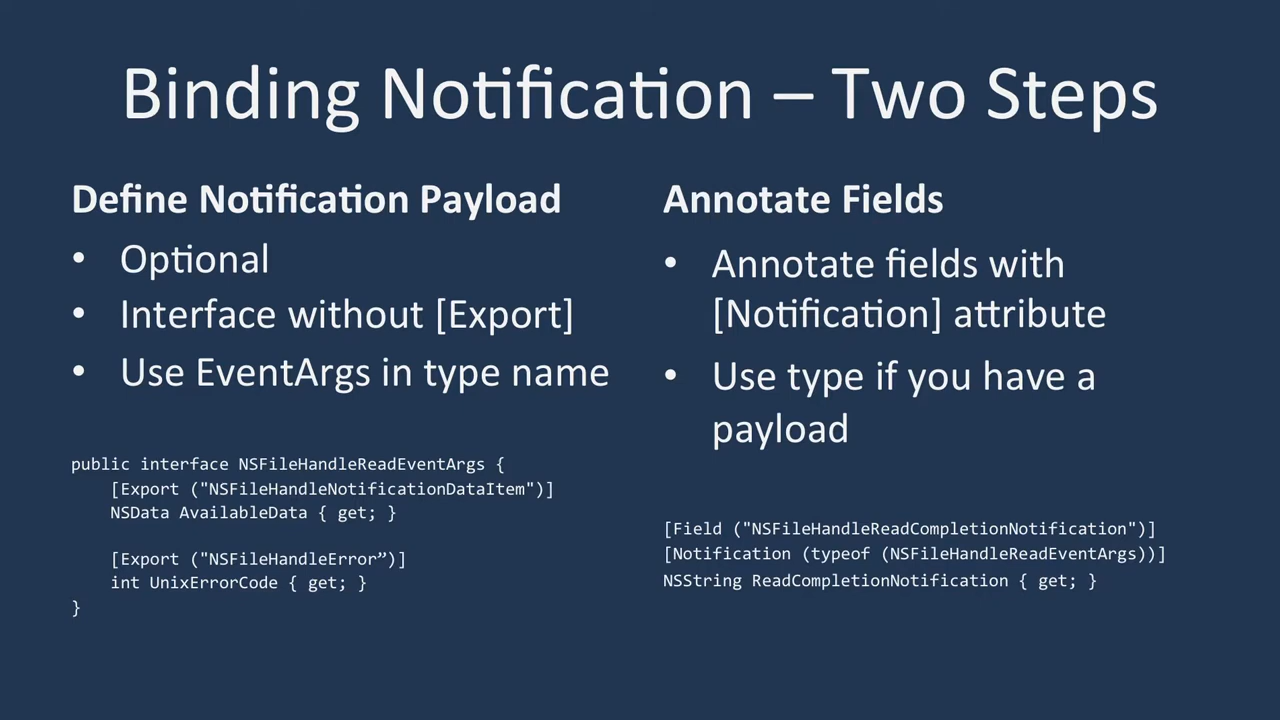 Binding Notification – Two Steps
Define Notification Payload
• Optional
• Interface without [Export]
• Use EventArgs in type name
public interface NSFileHandleReadEventArgs {
[Export ("NSFileHandleNotificationDataItem")]
NSData AvailableData { get; }
[Export ("NSFileHandleError”)]
int UnixErrorCode { get; }
}
Annotate Fields
• Annotate fields with
[Notification] attribute
• Use type if you have a
payload
[Field ("NSFileHandleReadCompletionNotification")]
[Notification (typeof (NSFileHandleReadEventArgs))]
NSString ReadCompletionNotification { get; }